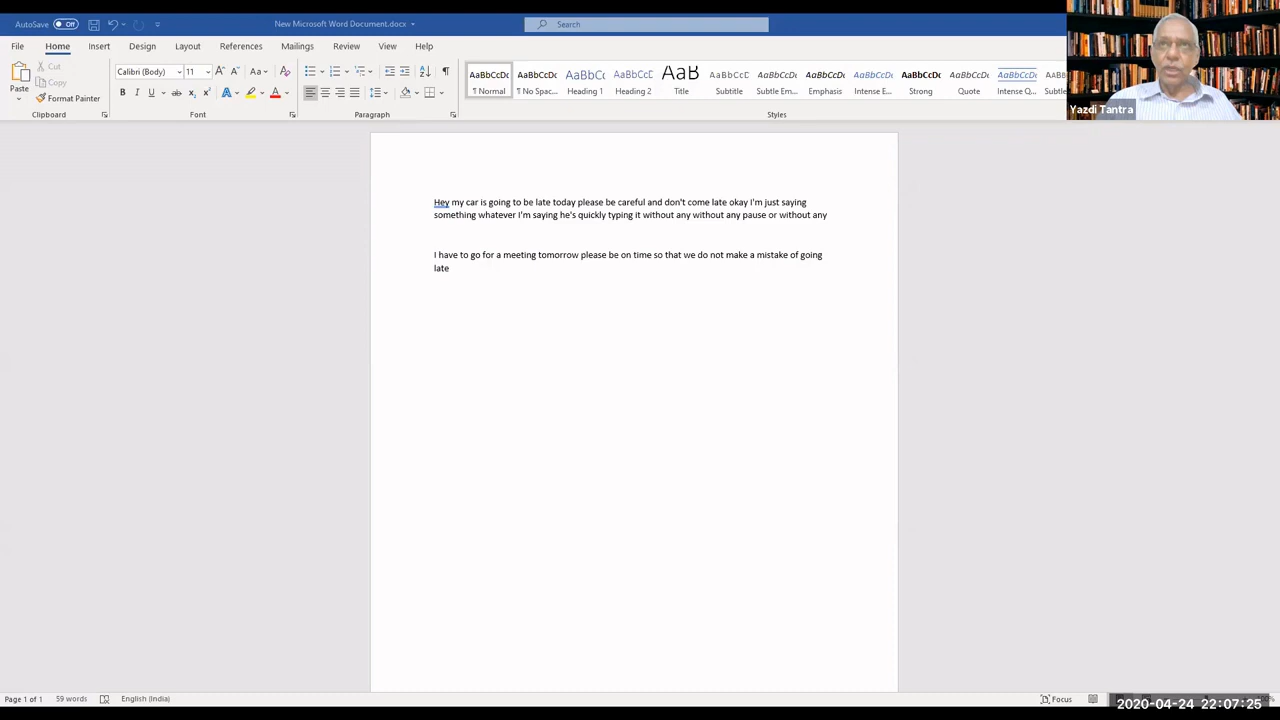 AutoSave Off New Microsoft Word Document.docx Search
File Home Insert Design Layout References Mailings Review View Help
Paste Cut Copy Format Painter
Calibri (Body) 11 Aa
AaBbCcDc AaBbCcDc AaBbCc AaBbCcD AaB AaBbCcD AaBbCcDc AaBbCcDc AaBbCcDc AaBbCcDc AaBbCcDc AaBbCcDc
¶ Normal ¶ No Spac... Heading 1 Heading 2 Title Subtitle Subtle Em... Emphasis Intense E... Strong Quote Intense Q...
Clipboard Font Paragraph Styles
Yazdi Tantra
Hey my car is going to be late today please be careful and don't come late okay I'm just saying
something whatever I'm saying he's quickly typing it without any without any pause or without any
I have to go for a meeting tomorrow please be on time so that we do not make a mistake of going
late
Page 1 of 1 59 words English (India) Focus
2020-04-24 22:07:25